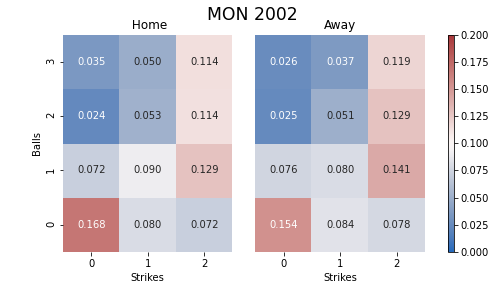 MON 2002
Home
Away
Balls
3
0.035 0.050 0.114
0.026 0.037 0.119
2
0.024 0.053 0.114
0.025 0.051 0.129
1
0.072 0.090 0.129
0.076 0.080 0.141
0
0.168 0.080 0.072
0.154 0.084 0.078
0 1 2
Strikes
0 1 2
Strikes
0.200
0.175
0.150
0.125
0.100
0.075
0.050
0.025
0.000